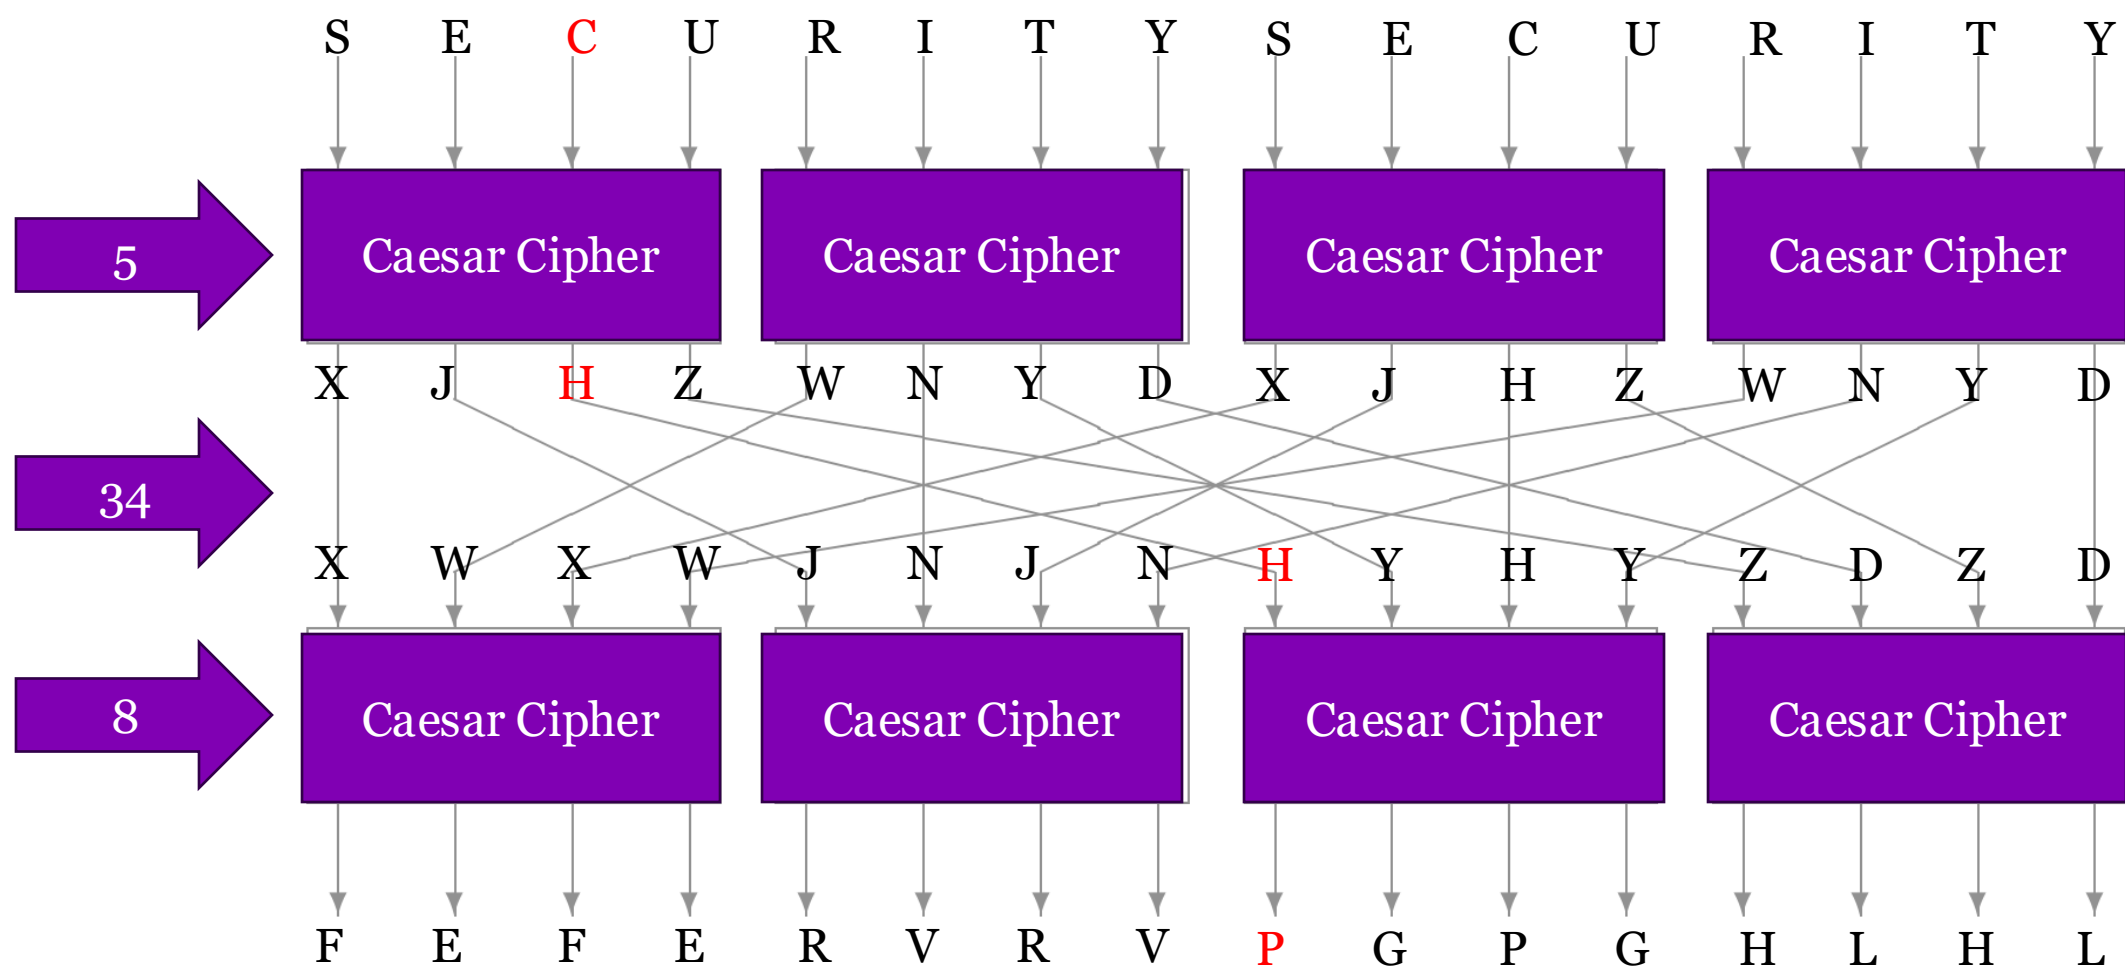 S E C U R I T Y S E C U R I T Y
5 Caesar Cipher Caesar Cipher Caesar Cipher Caesar Cipher
X J H Z W N Y D X J H Z W N Y D
34
X W X W J N J N H Y H Y Z D Z D
8 Caesar Cipher Caesar Cipher Caesar Cipher Caesar Cipher
F E F E R V R V P G P G H L H L